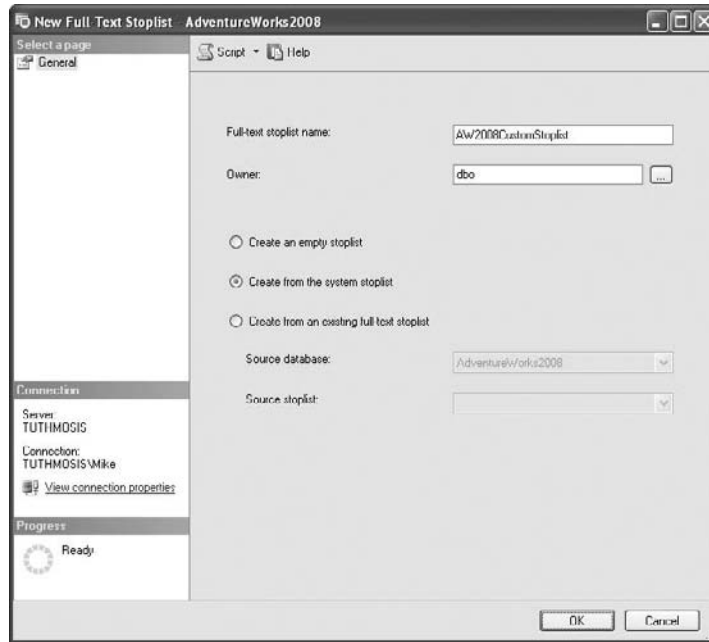 New Full Text Stoplist AdventureWorks2008
Select a page
General
Script Help
Full-text stoplist name: AW2008CustomStoplist
Owner: dbo ...
Create an empty stoplist
Create from the system stoplist
Create from an existing full-text stoplist
Source database: AdventureWorks2008
Source stoplist:
Connection
Server:
TUTHMOSIS
Connection:
TUTHMOSIS\Mike
View connection properties
Progress
Ready
OK Cancel